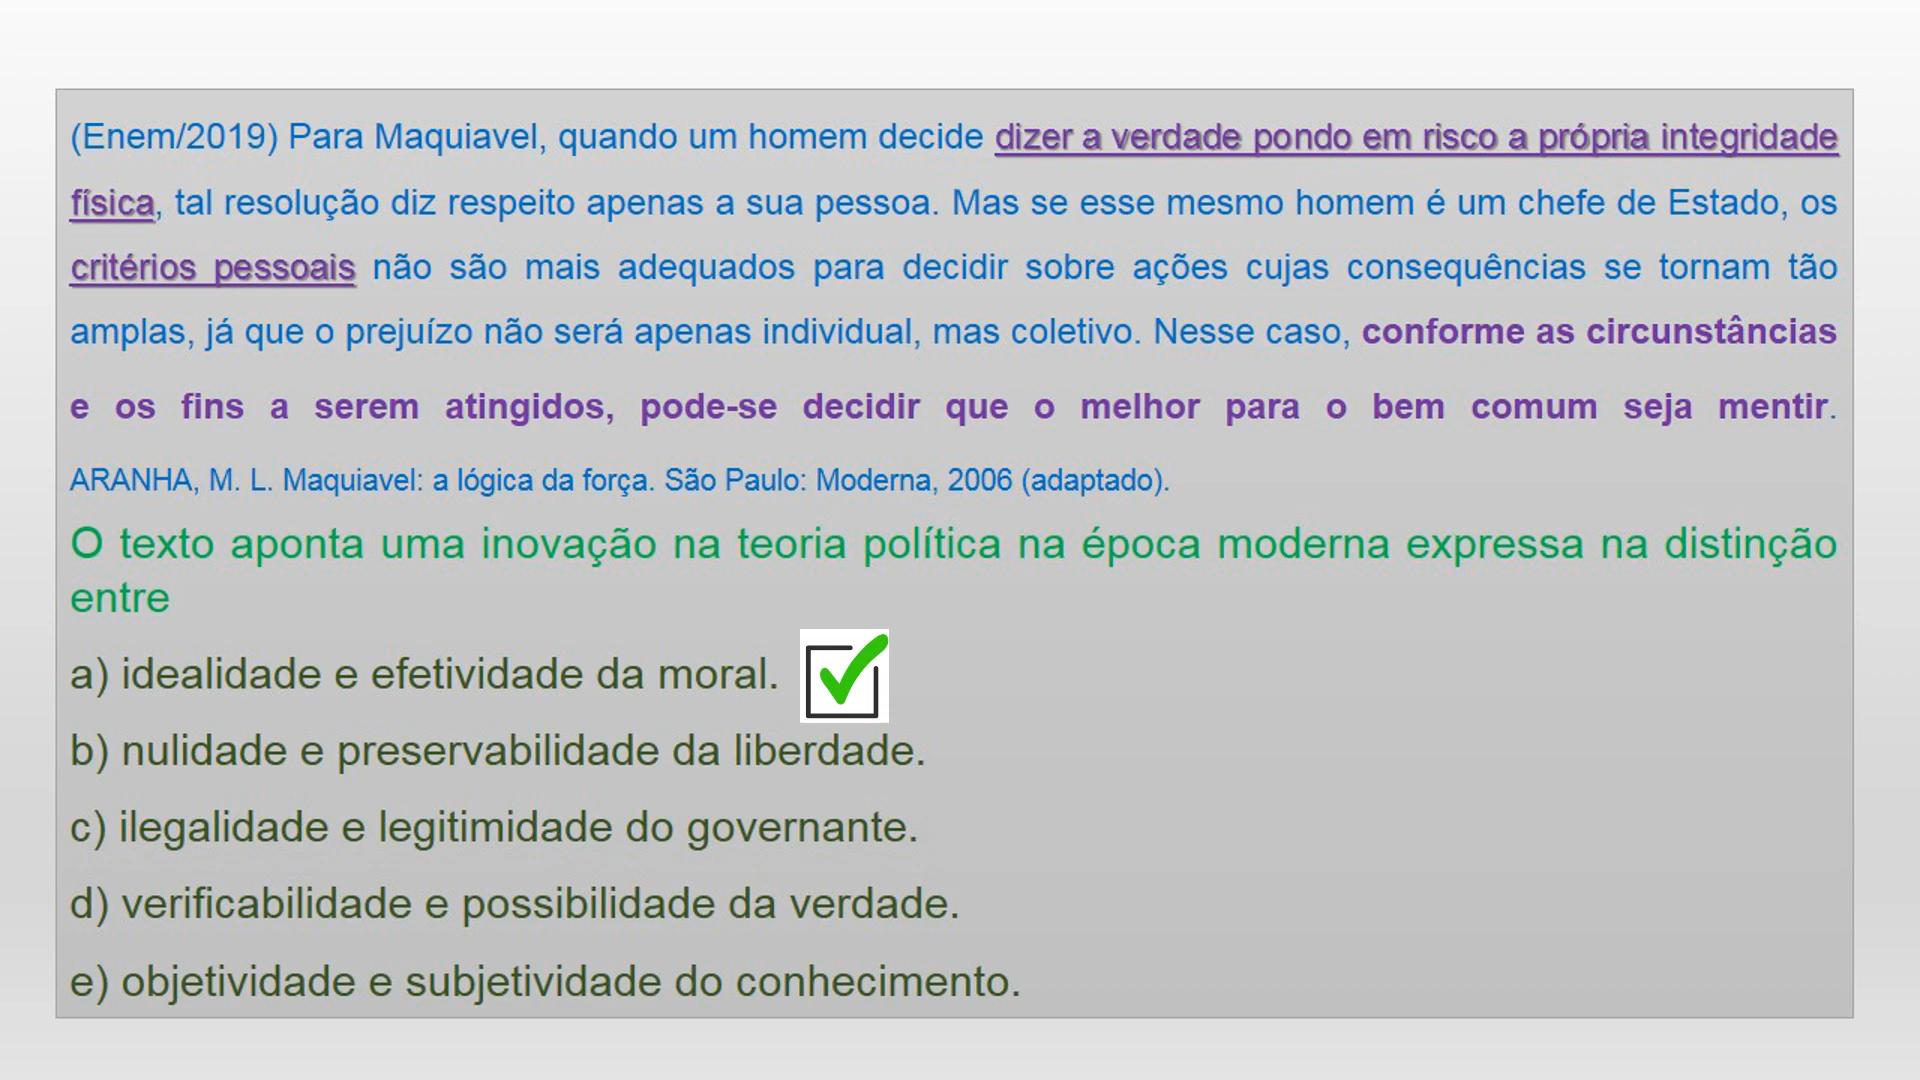 (Enem/2019) Para Maquiavel, quando um homem decide dizer a verdade pondo em risco a própria integridade
física, tal resolução diz respeito apenas a sua pessoa. Mas se esse mesmo homem é um chefe de Estado, os
critérios pessoais não são mais adequados para decidir sobre ações cujas consequências se tornam tão
amplas, já que o prejuízo não será apenas individual, mas coletivo. Nesse caso, conforme as circunstâncias
e os fins a serem atingidos, pode-se decidir que o melhor para o bem comum seja mentir.
ARANHA, M. L. Maquiavel: a lógica da força. São Paulo: Moderna, 2006 (adaptado).
O texto aponta uma inovação na teoria política na época moderna expressa na distinção
entre
a) idealidade e efetividade da moral.
b) nulidade e preservabilidade da liberdade.
c) ilegalidade e legitimidade do governante.
d) verificabilidade e possibilidade da verdade.
e) objetividade e subjetividade do conhecimento.